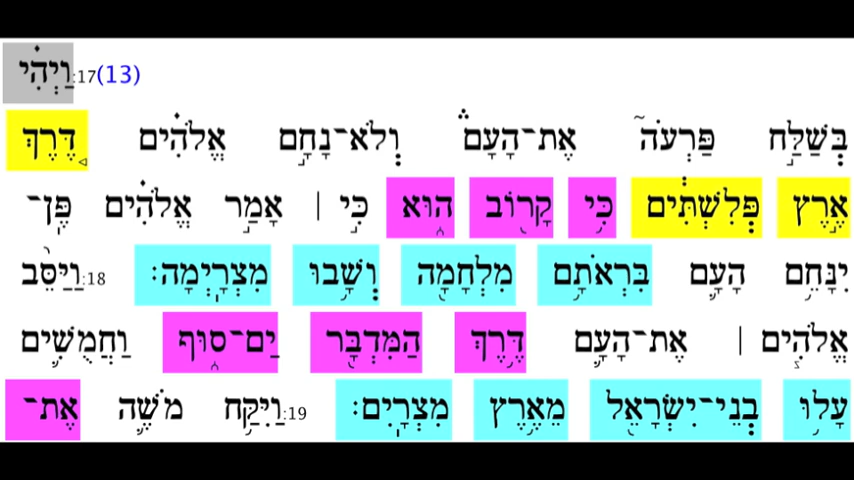 (13) 17: וַיְהִ֗י
בְּשַׁלַּ֣ח פַּרְעֹה֮ אֶת־הָעָם֒ וְלֹא־נָחָ֣ם אֱלֹהִ֗ים דֶּ֚רֶךְ
אֶ֣רֶץ פְּלִשְׁתִּ֔ים כִּ֥י קָר֖וֹב ה֑וּא כִּ֣י | אָמַ֣ר אֱלֹהִ֗ים פֶּֽן־
יִנָּחֵ֥ם הָעָ֛ם בִּרְאֹתָ֥ם מִלְחָמָ֖ה וְשָׁ֥בוּ מִצְרָֽיְמָה׃ 18: וַיַּסֵּ֨ב
אֱלֹהִ֧ים | אֶת־הָעָ֛ם דֶּ֥רֶךְ הַמִּדְבָּ֖ר יַם־ס֑וּף וַחֲמֻשִׁ֛ים
עָל֥וּ בְנֵי־יִשְׂרָאֵ֖ל מֵאֶ֥רֶץ מִצְרָֽיִם׃ 19: וַיִּקַּ֥ח מֹשֶׁ֛ה אֶת־